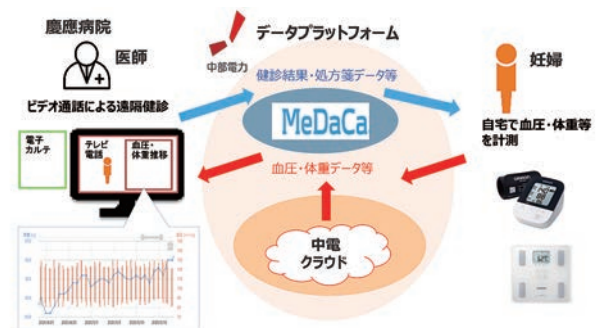 慶應病院
医師
ビデオ通話による遠隔健診
電子
カルテ
テレビ
電話
血圧・
体重推移
中部電力
データプラットフォーム
健診結果・処方箋データ等
MeDaCa
血圧・体重データ等
中電
クラウド
妊婦
自宅で血圧・体重等
を計測